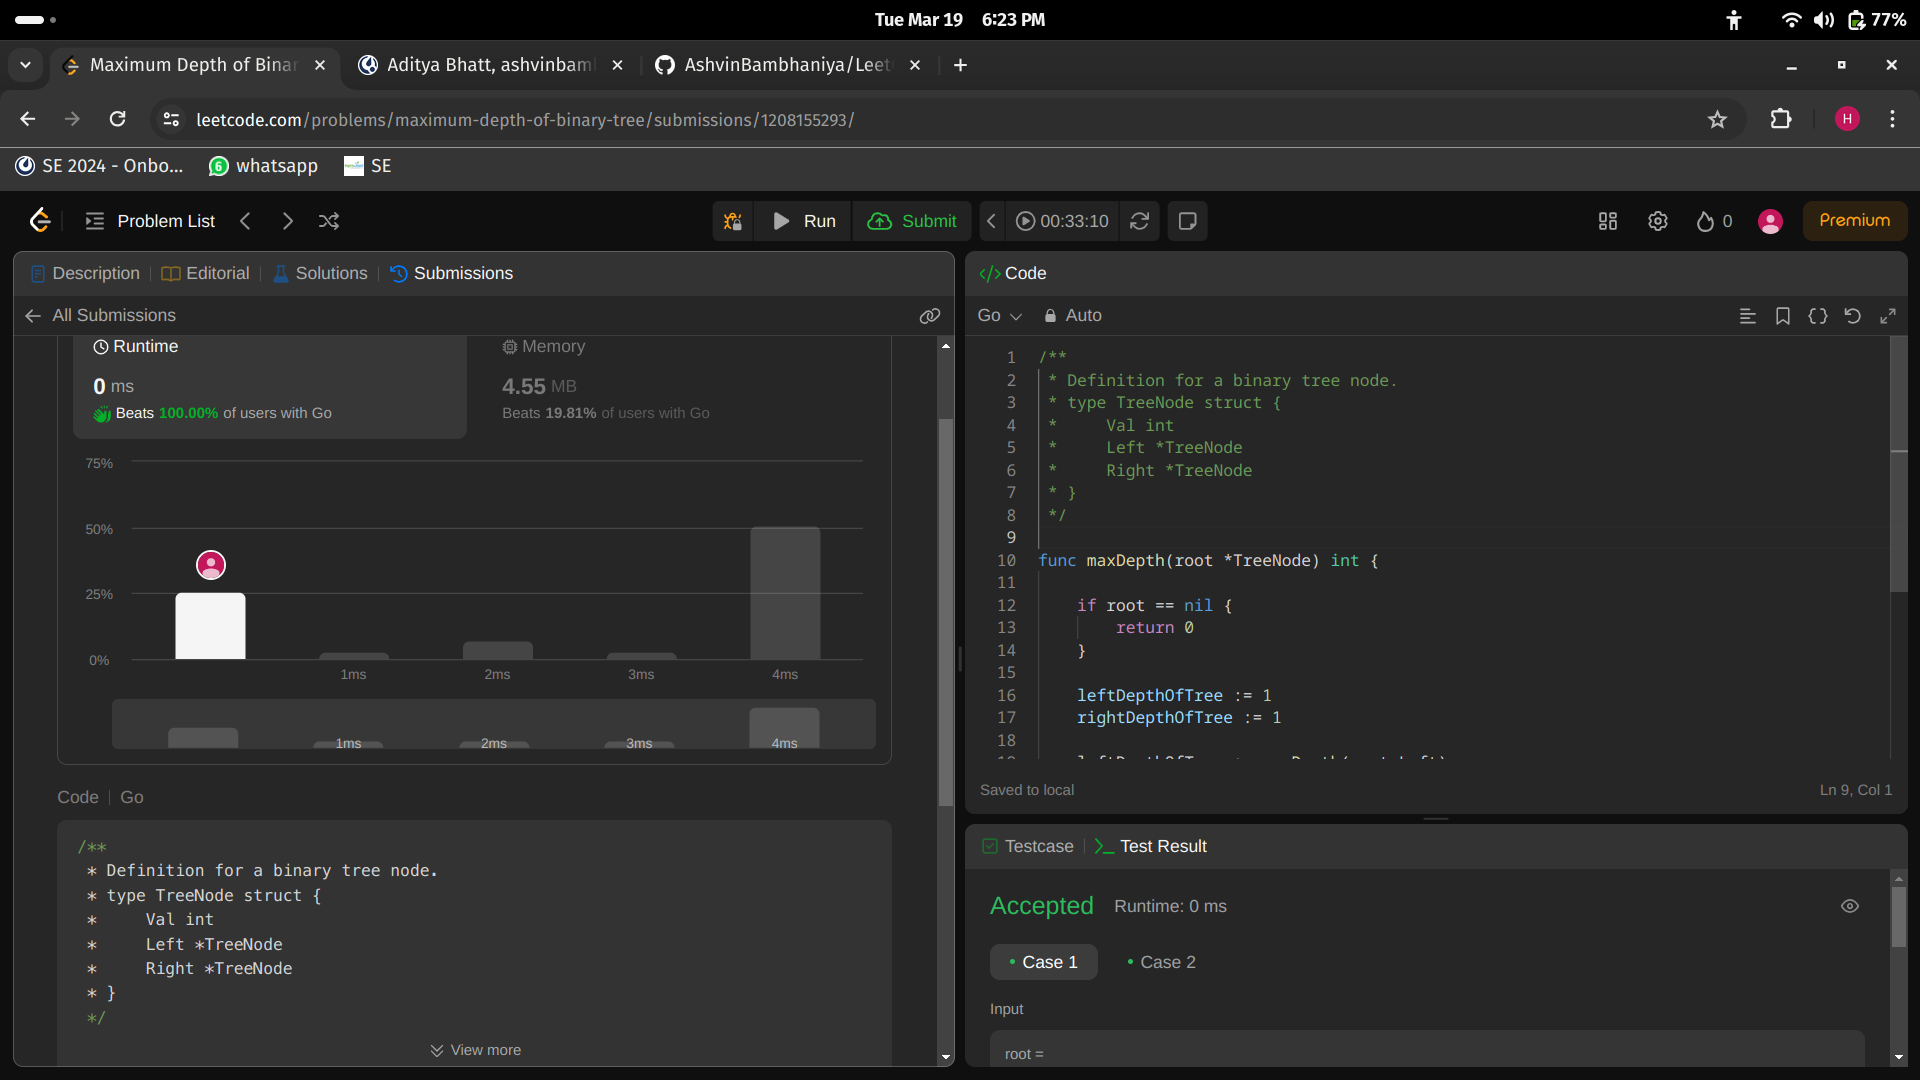 Tue Mar 19 6:23 PM
77%
Maximum Depth of Binar
Aditya Bhatt, ashvinbam
AshvinBambhaniya/Leet
leetcode.com/problems/maximum-depth-of-binary-tree/submissions/1208155293/
H
SE 2024 - Onbo...
6
whatsapp
SE
Problem List
Run
Submit
00:33:10
0
Premium
Description
Editorial
Solutions
Submissions
All Submissions
Runtime
0 ms
Beats 100.00% of users with Go
Memory
4.55 MB
Beats 19.81% of users with Go
75%
50%
25%
0%
1ms 2ms 3ms 4ms
1ms 2ms 3ms 4ms
Code | Go
/**
* Definition for a binary tree node.
* type TreeNode struct {
* Val int
* Left *TreeNode
* Right *TreeNode
* }
*/
View more
</> Code
Go
Auto
1 /**
2 * Definition for a binary tree node.
3 * type TreeNode struct {
4 * Val int
5 * Left *TreeNode
6 * Right *TreeNode
7 * }
8 */
9
10 func maxDepth(root *TreeNode) int {
11
12 if root == nil {
13 return 0
14 }
15
16 leftDepthOfTree := 1
17 rightDepthOfTree := 1
18
Saved to local
Ln 9, Col 1
Testcase
Test Result
Accepted
Runtime: 0 ms
Case 1
Case 2
Input
root =